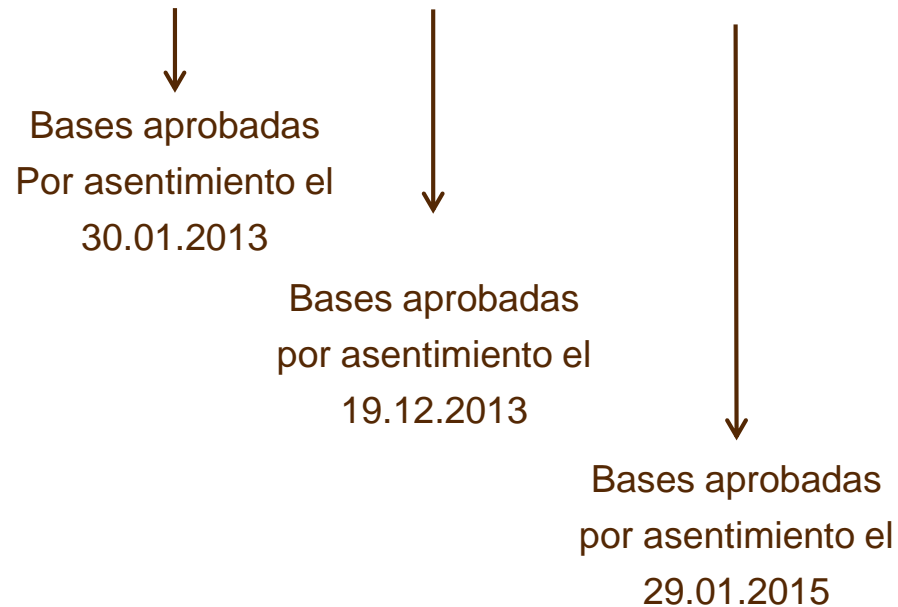 Bases aprobadas
Por asentimiento el
30.01.2013
Bases aprobadas
por asentimiento el
19.12.2013
Bases aprobadas
por asentimiento el
29.01.2015